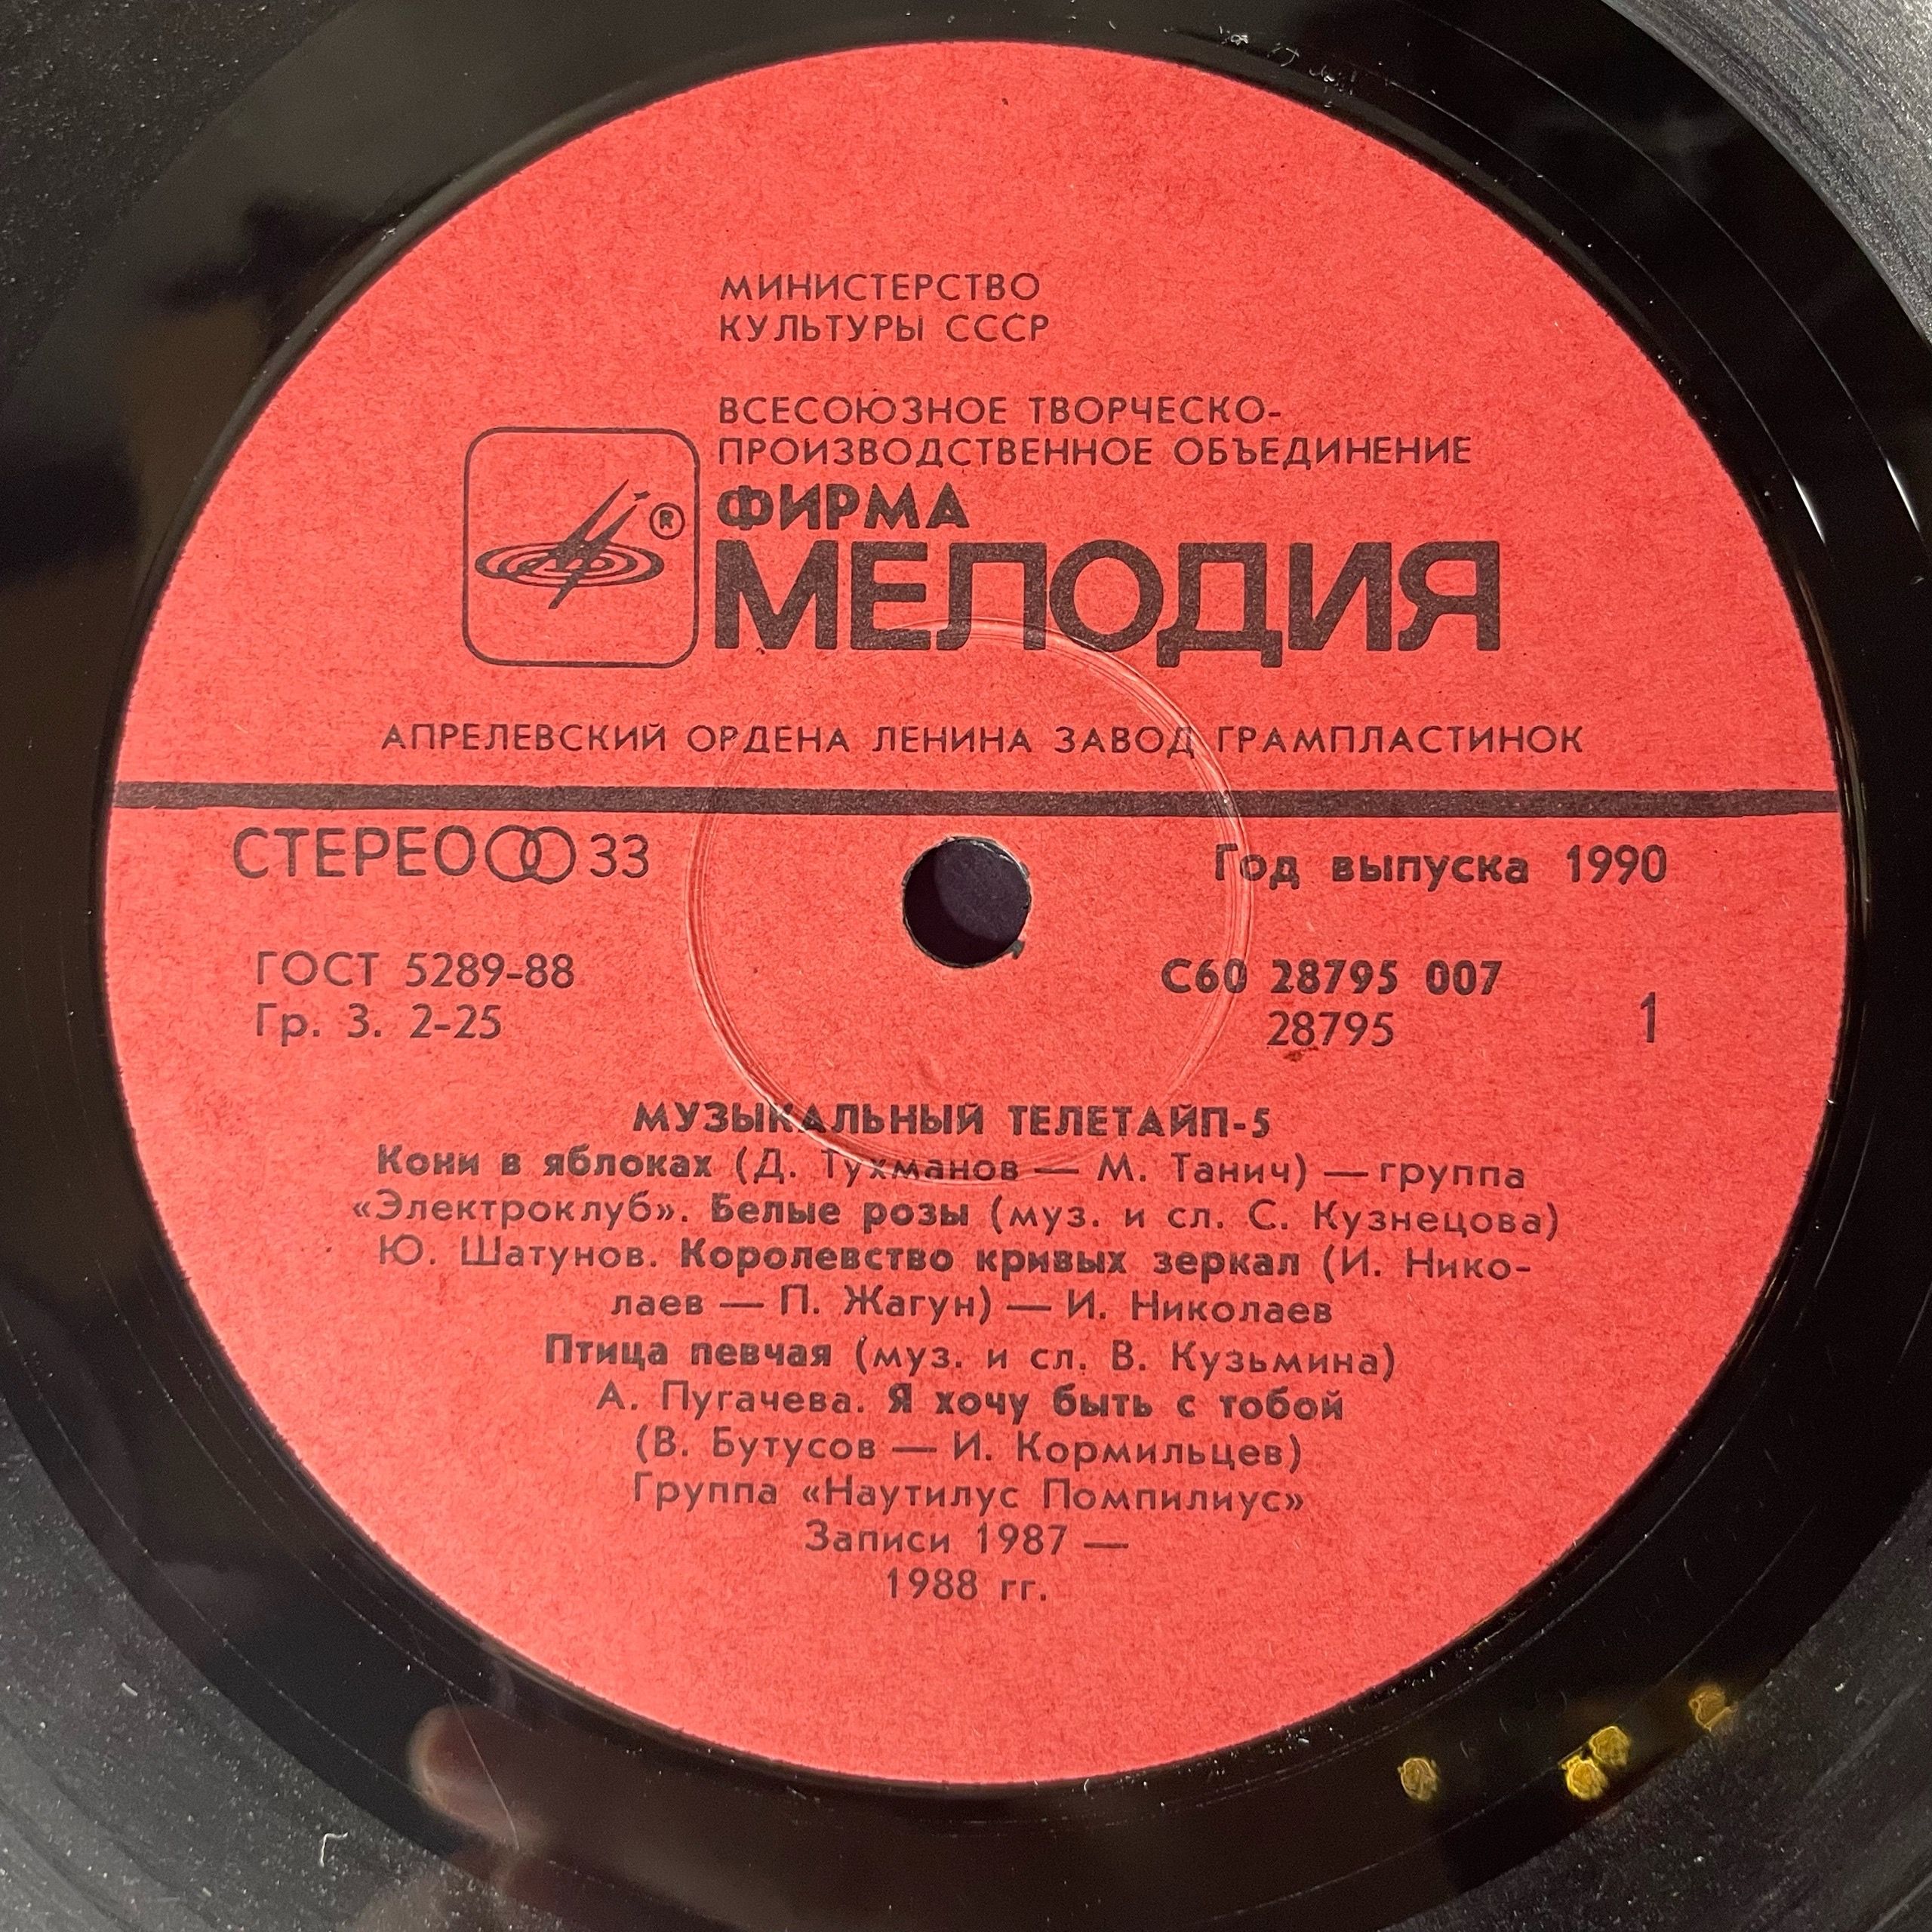 МИНИСТЕРСТВО
КУЛЬТУРЫ СССР
ВСЕСОЮЗНОЕ ТВОРЧЕСКО-
ПРОИЗВОДСТВЕННОЕ ОБЪЕДИНЕНИЕ
®
ФИРМА
МЕЛОДИЯ
АПРЕЛЕВСКИЙ ОРДЕНА ЛЕНИНА ЗАВОД ГРАМПЛАСТИНОК
СТЕРЕО 33
Год выпуска 1990
ГОСТ 5289-88
Гр. 3. 2-25
С60 28795 007
28795
1
МУЗЫКАЛЬНЫЙ ТЕЛЕТАЙП-5
Кони в яблоках (Д. Тухманов — М. Танич) — группа
«Электроклуб». Белые розы (муз. и сл. С. Кузнецова)
Ю. Шатунов. Королевство кривых зеркал (И. Нико-
лаев — П. Жагун) — И. Николаев
Птица певчая (муз. и сл. В. Кузьмина)
А. Пугачева. Я хочу быть с тобой
(В. Бутусов — И. Кормильцев)
Группа «Наутилус Помпилиус»
Записи 1987 —
1988 гг.